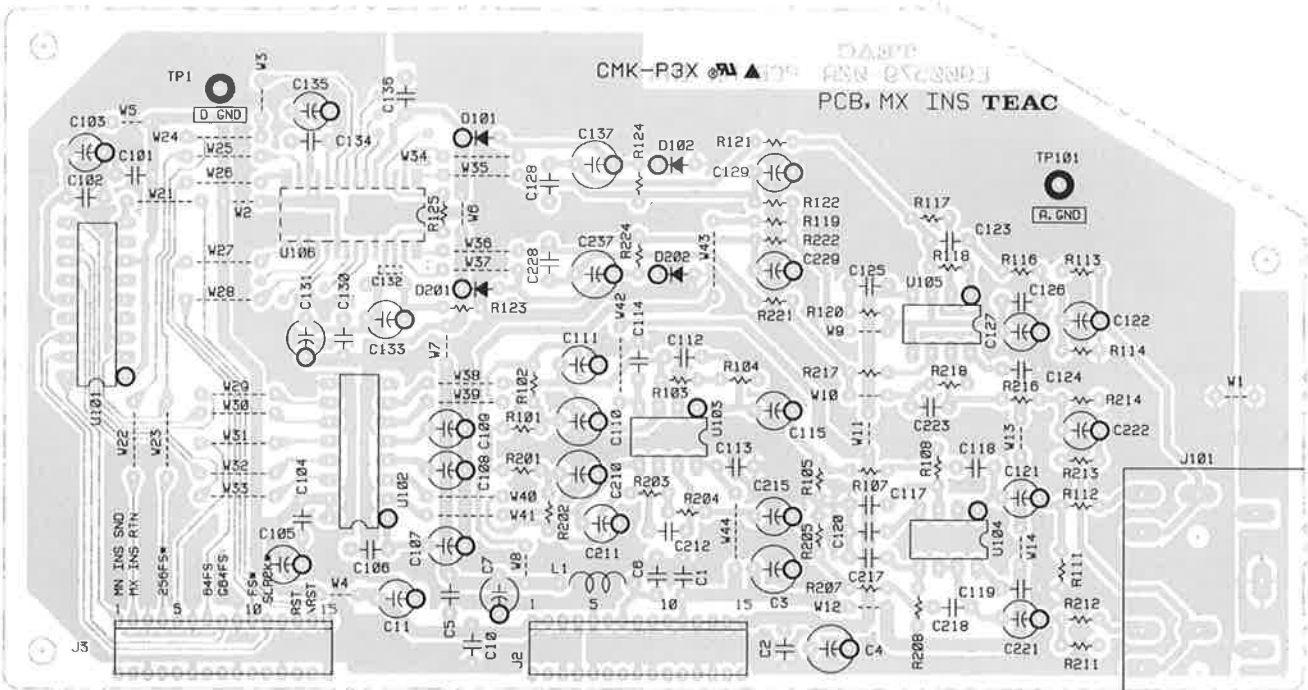 CMK-P3X
TEAC
PCB, MX INS TEAC
TP1
D GND
W3
C135
C136
C134
W5
C103
C101
C102
W24
W25
W26
W21
W2
W34
W35
D101
C137
R124
D102
R121
C129
C128
TP101
A. GND
R125
W6
W36
W37
U106
W27
W28
C132
D201
R123
C131
C130
C133
C228
C237
R224
D202
W43
W42
R122
R119
R222
C229
R221
R117
C123
R118
R116
R113
C125
U105
C126
R120
W9
C127
C122
R114
R217
R218
R216
C124
W10
C223
R214
C222
W1
W7
C111
C114
C112
R103
R104
W38
W39
R102
R101
C109
C110
U103
C115
W11
W13
U101
W29
W30
W31
W32
W33
W22
W23
C104
U102
C108
R201
C210
C113
R105
R108
C118
C121
R213
R112
J101
R107
C117
R203
R204
C215
W40
W41
R202
C211
C212
W44
R205
C120
U104
W14
C105
C106
C107
W8
C7
L1
C6
C1
C3
C217
R207
W12
C119
R111
R212
C218
R208
C221
R211
MN INS SND
MX INS RTN
256FS*
64FS
G64FS
FS*
SLRCK*
RST
VRST
W4
C11
C5
C10
1 5 10 15
J3
1 5 10 15
J2
C2
C4